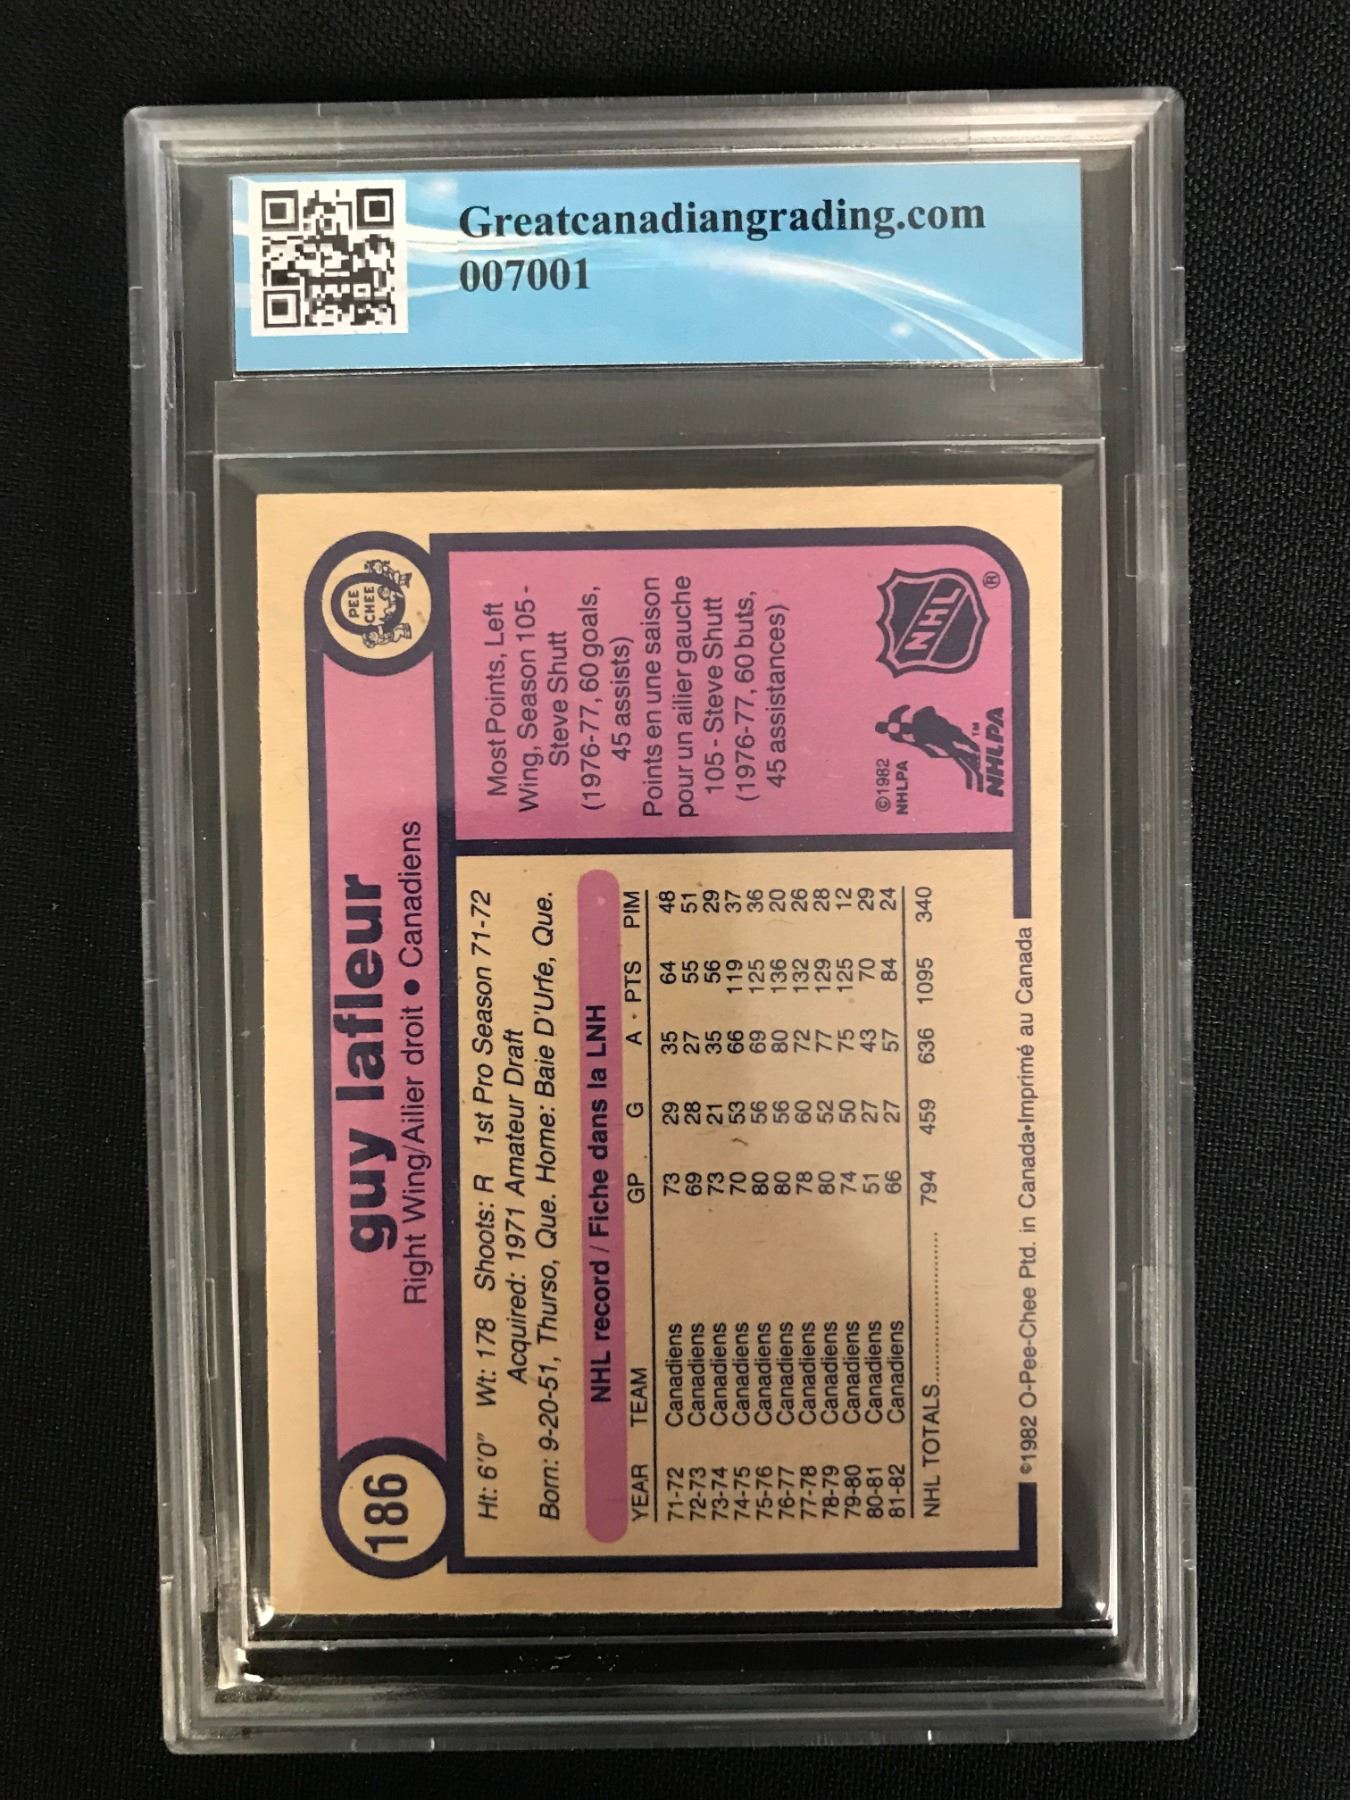 Greatcanadiangrading.com
007001
186
guy lafleur
Right Wing/Ailier droit • Canadiens
O
PEE
CHEE
Ht: 6'0" Wt: 178 Shoots: R 1st Pro Season 71-72
Acquired: 1971 Amateur Draft
Born: 9-20-51, Thurso, Que. Home: Baie D'Urfe, Que.
NHL record / Fiche dans la LNH
YEAR TEAM GP G A PTS PIM
71-72 Canadiens 73 29 35 64 48
72-73 Canadiens 69 28 27 55 51
73-74 Canadiens 73 21 35 56 29
74-75 Canadiens 70 53 66 119 37
75-76 Canadiens 80 56 69 125 36
76-77 Canadiens 80 56 80 136 20
77-78 Canadiens 78 60 72 132 26
78-79 Canadiens 80 52 77 129 28
79-80 Canadiens 74 50 75 125 12
80-81 Canadiens 51 27 43 70 29
81-82 Canadiens 66 27 57 84 24
NHL TOTALS.................... 794 459 636 1095 340
©1982 O-Pee-Chee Ptd. in Canada•Imprimé au Canada
Most Points, Left
Wing, Season 105 -
Steve Shutt
(1976-77, 60 goals,
45 assists)
Points en une saison
pour un ailier gauche
105 - Steve Shutt
(1976-77, 60 buts,
45 assistances)
©1982
NHLPA
TM
NHLPA
NHL
®